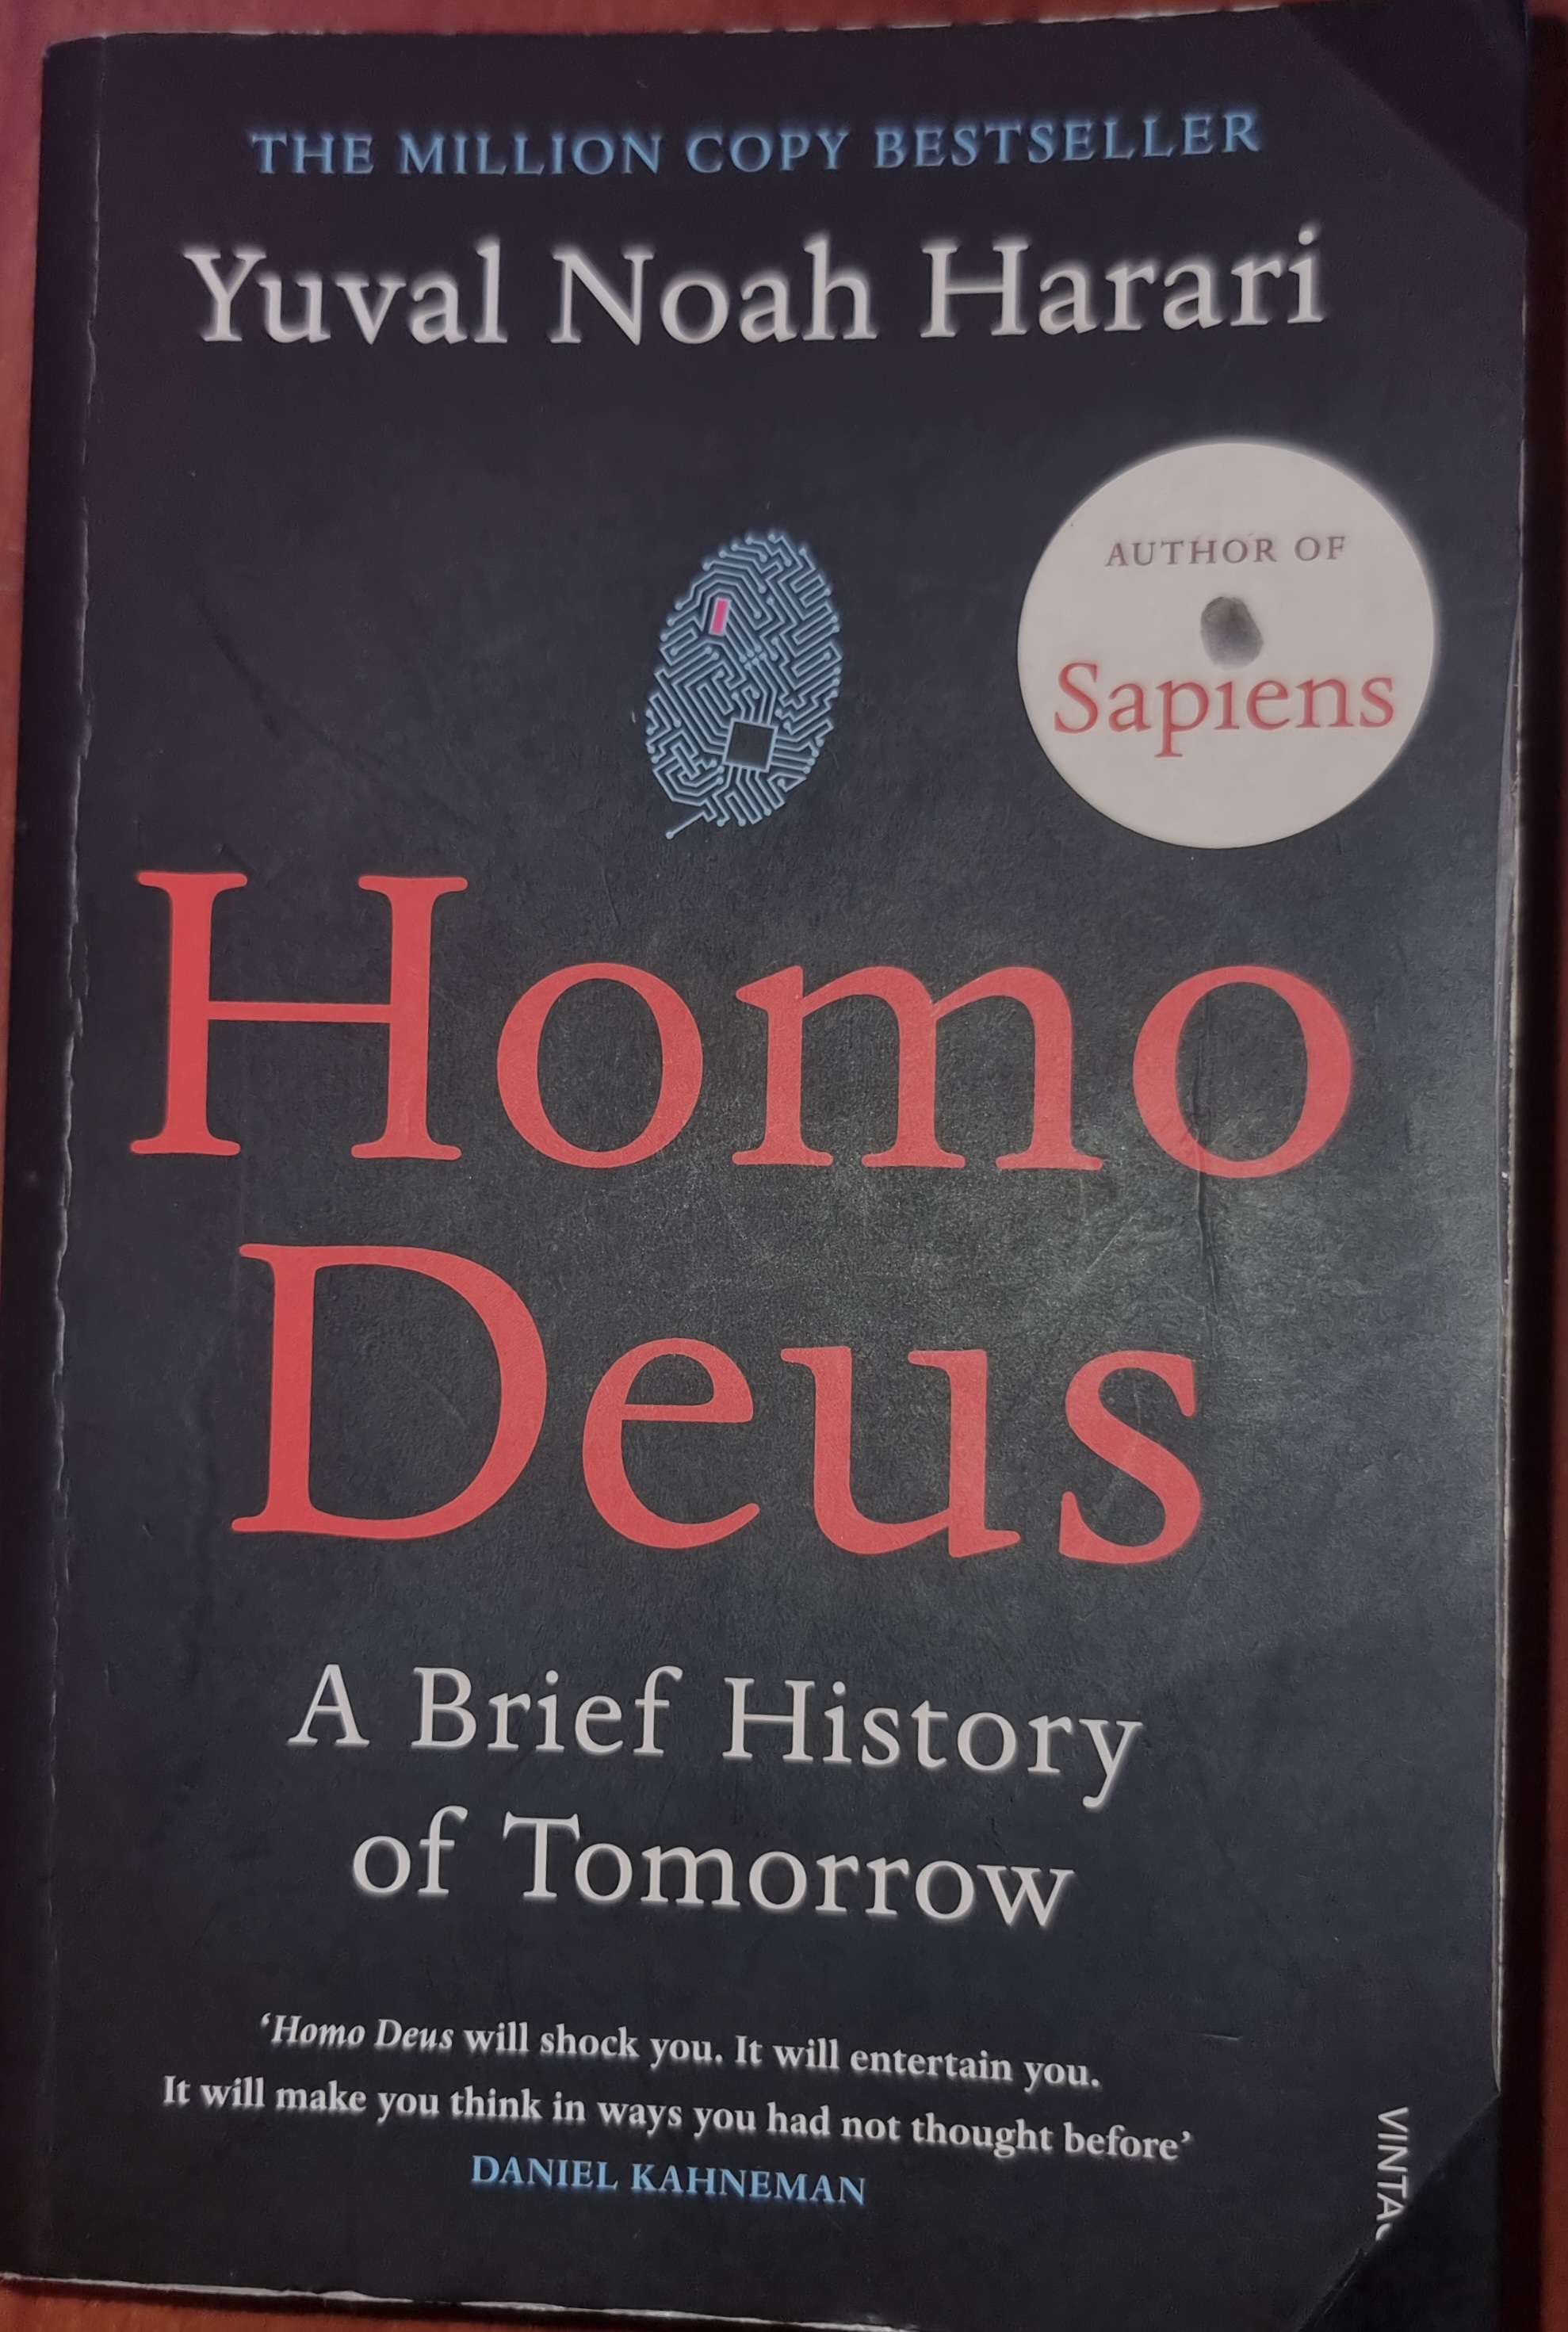 THE MILLION COPY BESTSELLER
Yuval Noah Harari
AUTHOR OF
Sapiens
Homo
Deus
A Brief History
of Tomorrow
‘Homo Deus will shock you. It will entertain you.
It will make you think in ways you had not thought before’
DANIEL KAHNEMAN